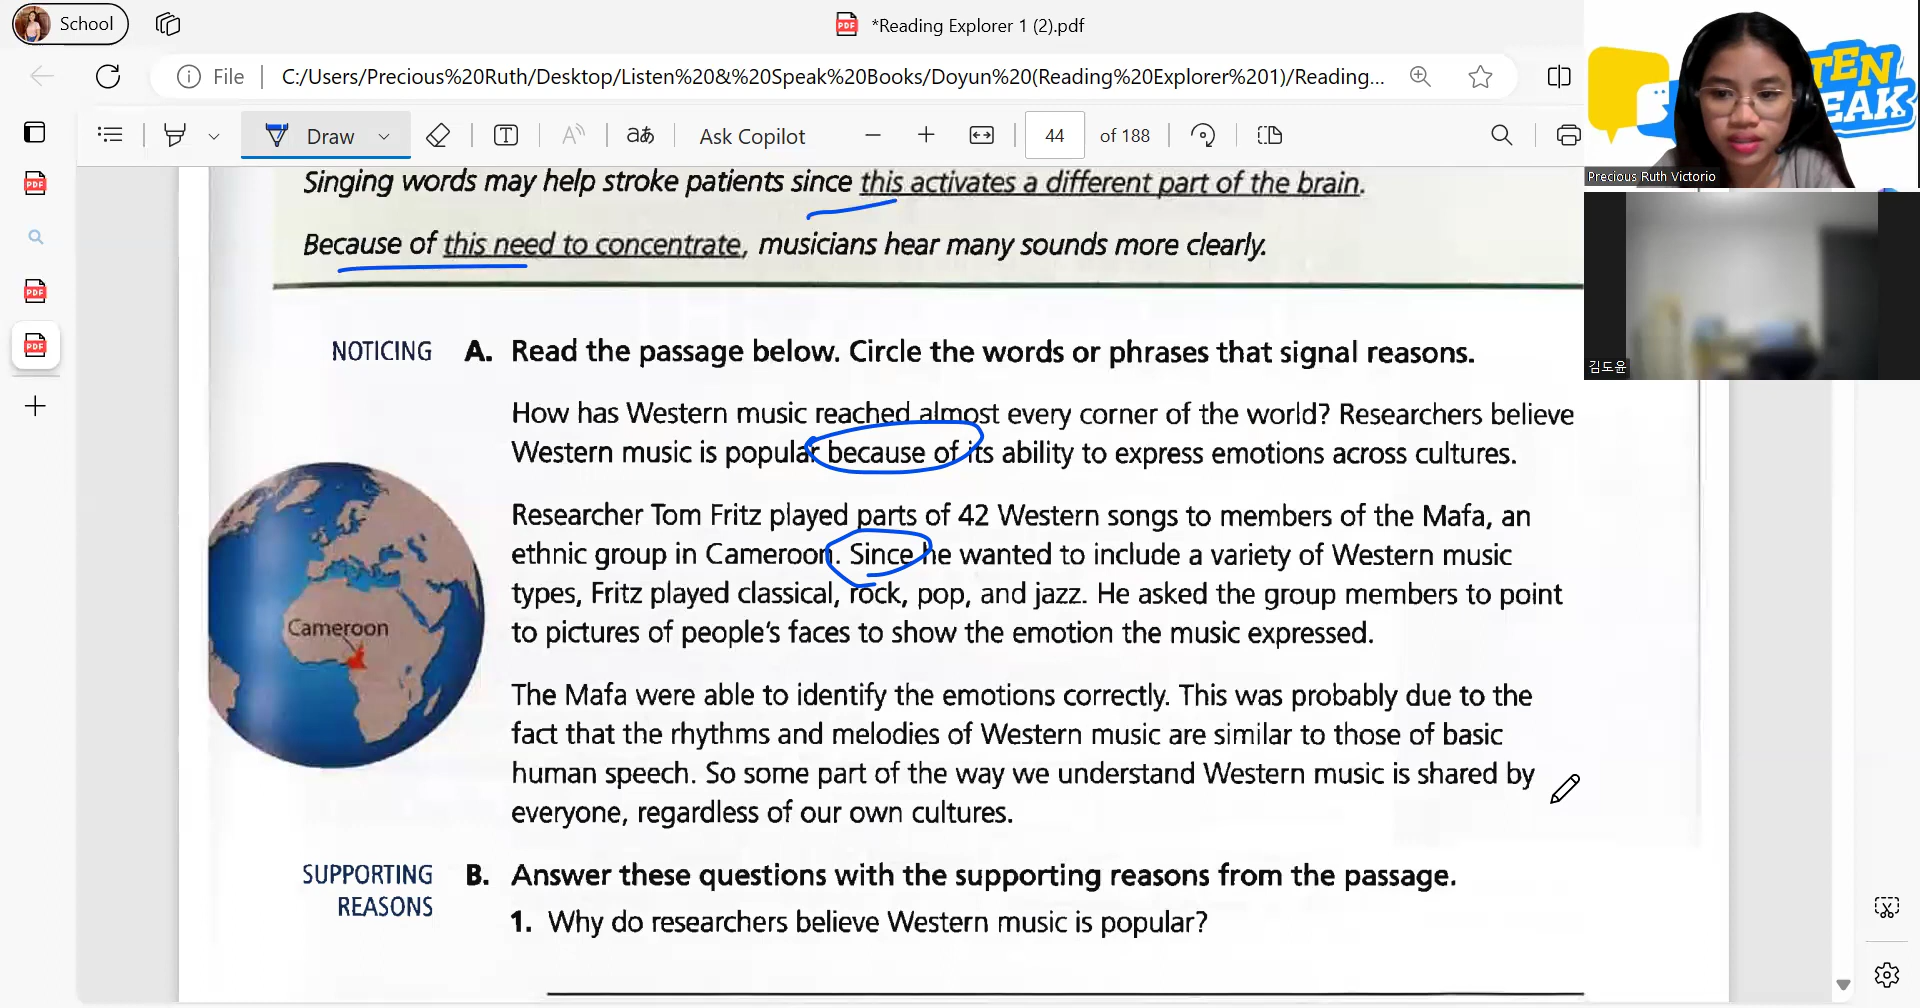 School
*Reading Explorer 1 (2).pdf
File
C:/Users/Precious%20Ruth/Desktop/Listen%20&%20Speak%20Books/Doyun%20(Reading%20Explorer%201)/Reading...
Draw
Ask Copilot
44 of 188
Precious Ruth Victorio
김도윤
Singing words may help stroke patients since this activates a different part of the brain.
Because of this need to concentrate, musicians hear many sounds more clearly.
NOTICING
A. Read the passage below. Circle the words or phrases that signal reasons.
How has Western music reached almost every corner of the world? Researchers believe
Western music is popular because of its ability to express emotions across cultures.
Researcher Tom Fritz played parts of 42 Western songs to members of the Mafa, an
ethnic group in Cameroon. Since he wanted to include a variety of Western music
types, Fritz played classical, rock, pop, and jazz. He asked the group members to point
to pictures of people's faces to show the emotion the music expressed.
Cameroon
The Mafa were able to identify the emotions correctly. This was probably due to the
fact that the rhythms and melodies of Western music are similar to those of basic
human speech. So some part of the way we understand Western music is shared by
everyone, regardless of our own cultures.
SUPPORTING
REASONS
B. Answer these questions with the supporting reasons from the passage.
1. Why do researchers believe Western music is popular?